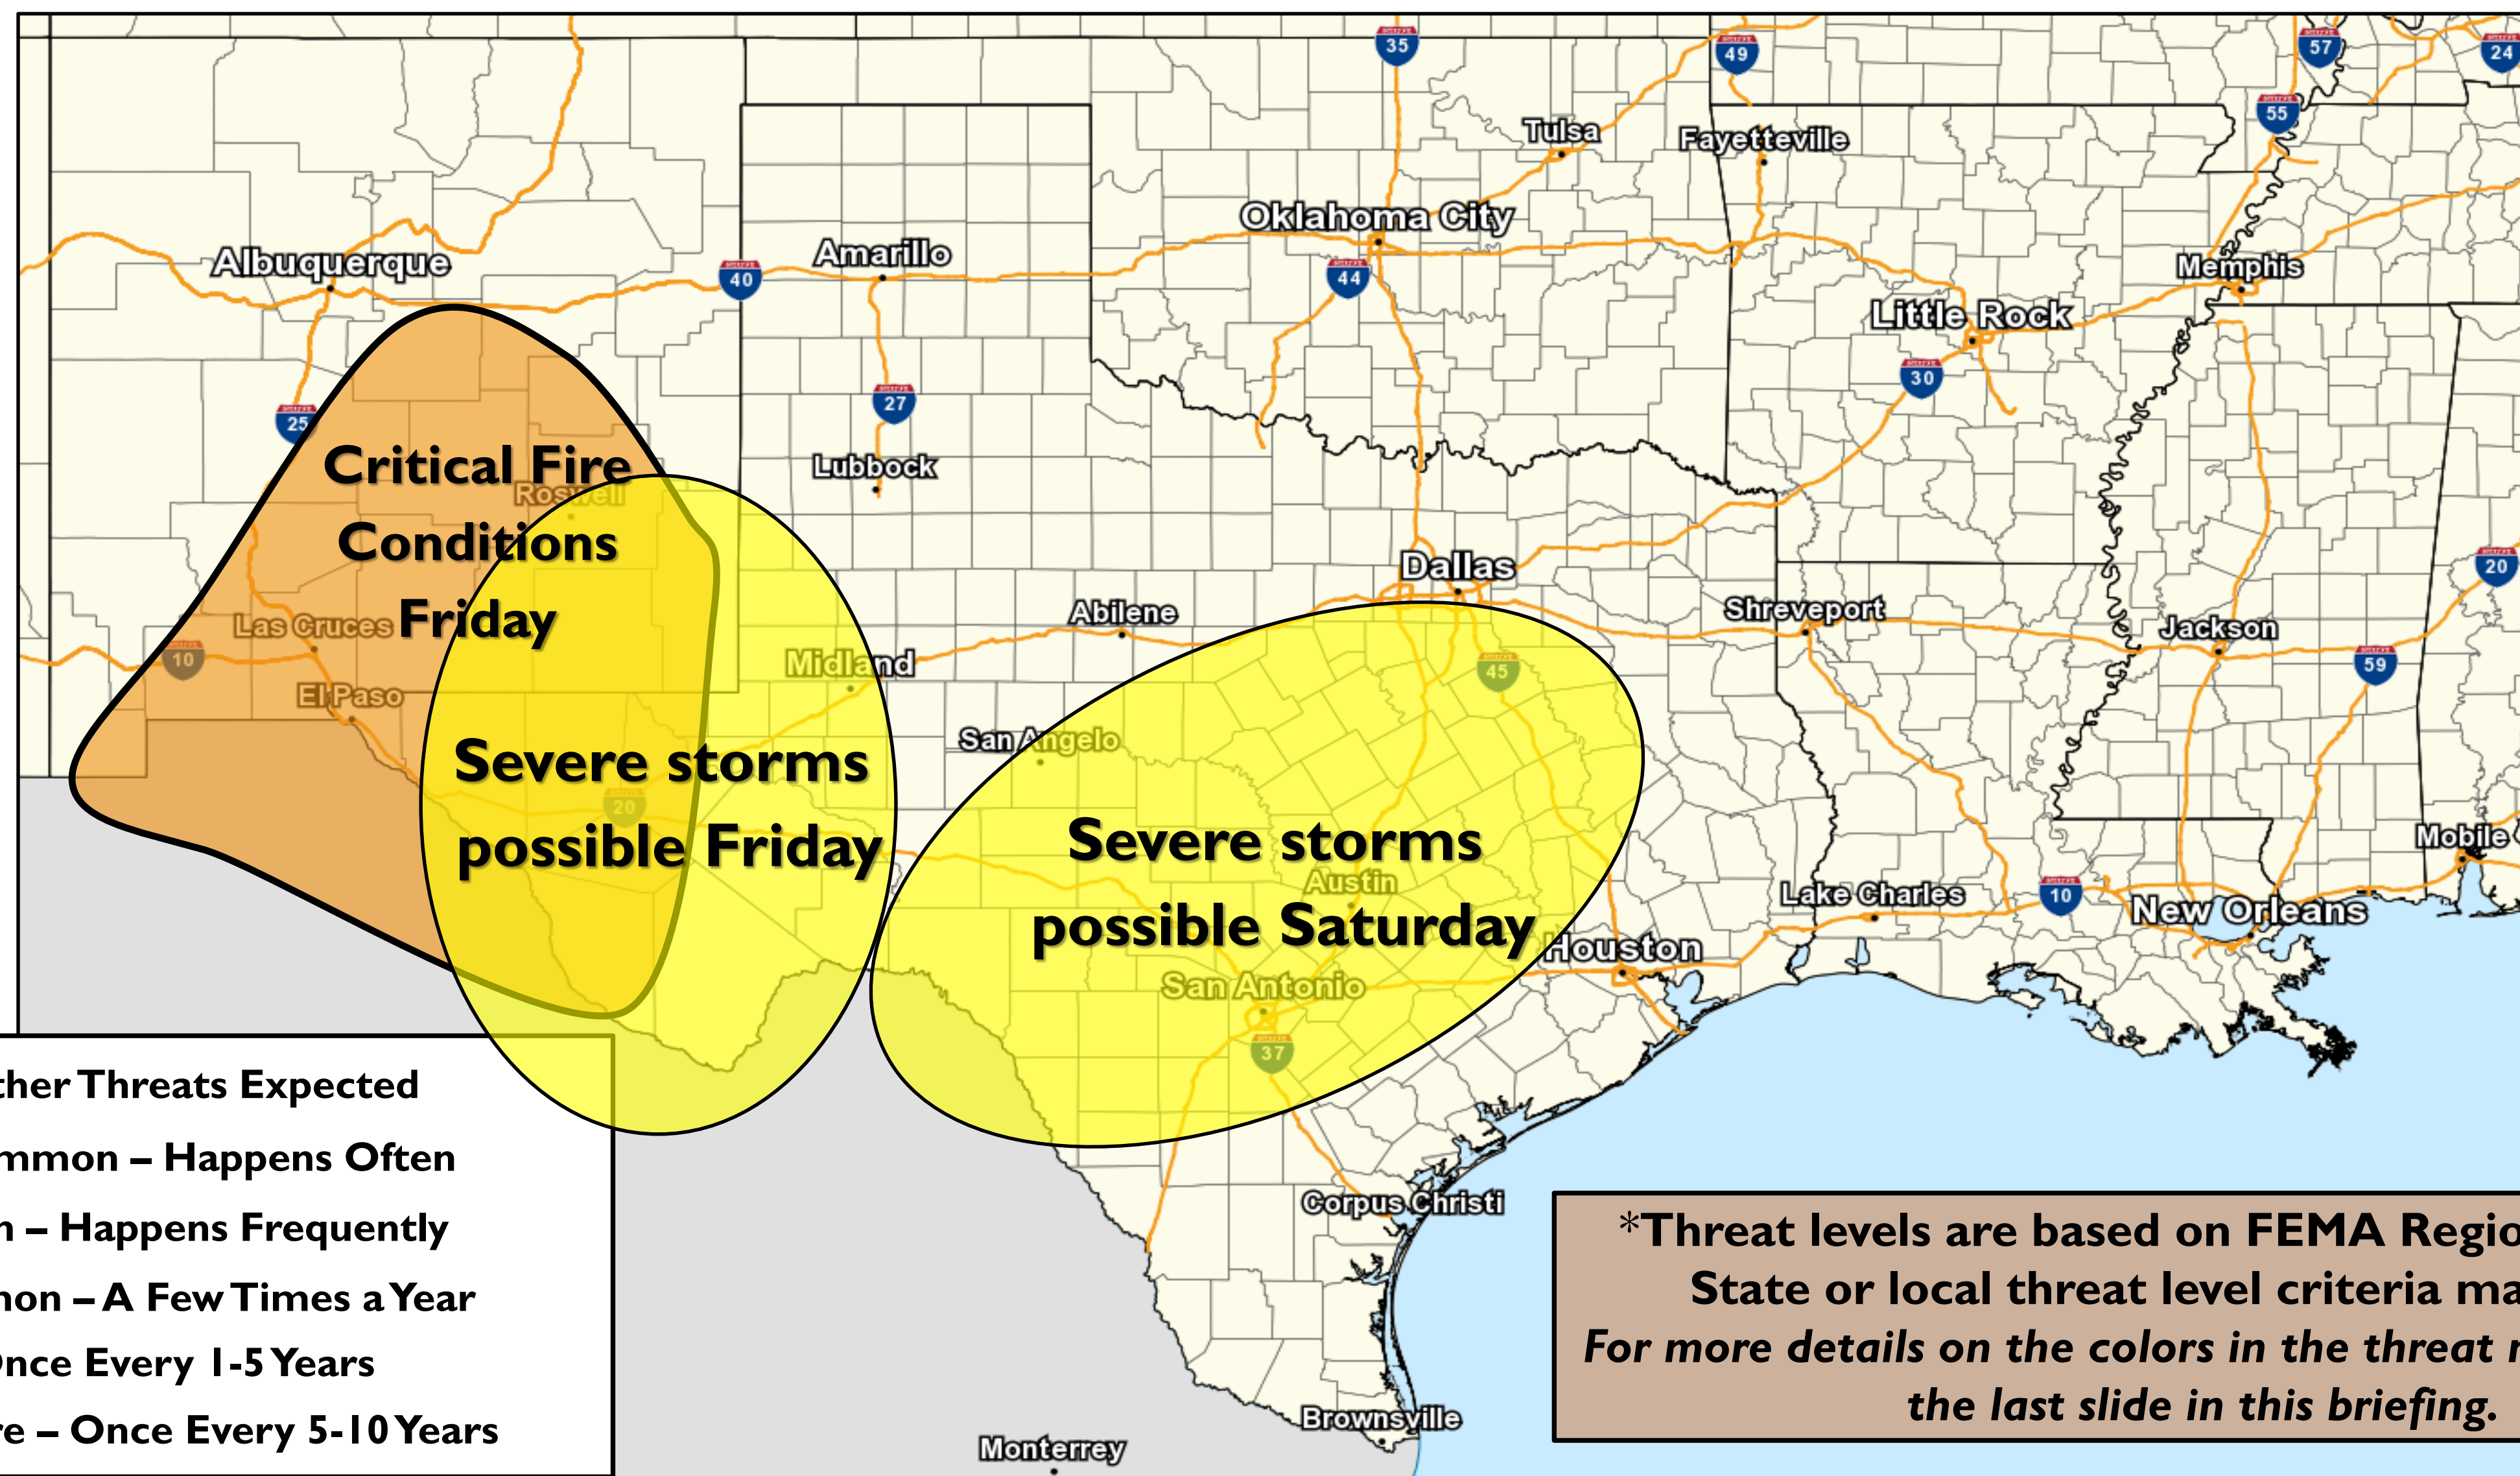 35
49
57
24
55
Tulsa
Fayetteville
Oklahoma City
Albuquerque
Amarillo
40
44
Memphis
Little Rock
30
25
27
Critical Fire
Conditions
Friday
Roswell
Lubbock
Dallas
20
Las Cruces
Abilene
Shreveport
Jackson
10
Midland
45
59
El Paso
San Angelo
Severe storms
possible Friday
20
Severe storms
possible Saturday
Austin
Mobile
Lake Charles
10
New Orleans
Houston
San Antonio
37
Corpus Christi
Brownsville
Monterrey
ther Threats Expected
mmon – Happens Often
n – Happens Frequently
non – A Few Times a Year
Once Every 1-5 Years
re – Once Every 5-10 Years
*Threat levels are based on FEMA Regio
State or local threat level criteria ma
For more details on the colors in the threat
the last slide in this briefing.